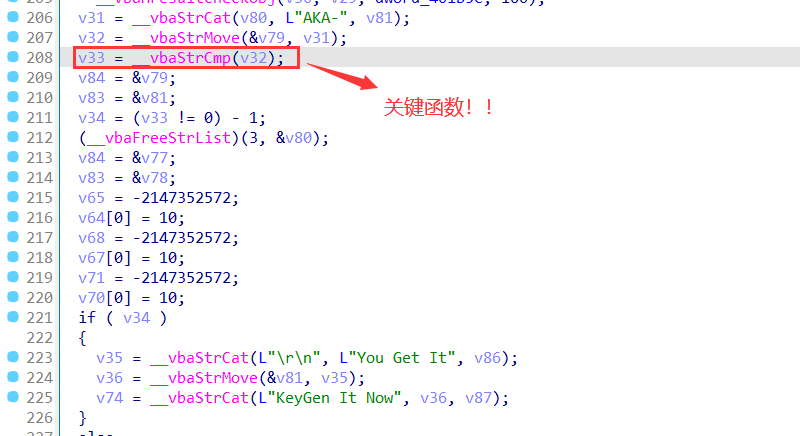 206 v31 = __vbaStrCat(v80, L"AKA-", v81);
207 v32 = __vbaStrMove(&v79, v31);
208 v33 = __vbaStrCmp(v32);
209 v84 = &v79;
关键函数！！
210 v83 = &v81;
211 v34 = (v33 != 0) - 1;
212 (__vbaFreeStrList)(3, &v80);
213 v84 = &v77;
214 v83 = &v78;
215 v65 = -2147352572;
216 v64[0] = 10;
217 v68 = -2147352572;
218 v67[0] = 10;
219 v71 = -2147352572;
220 v70[0] = 10;
221 if ( v34 )
222 {
223 v35 = __vbaStrCat(L"\r\n", L"You Get It", v86);
224 v36 = __vbaStrMove(&v81, v35);
225 v74 = __vbaStrCat(L"KeyGen It Now", v36, v87);
226 }